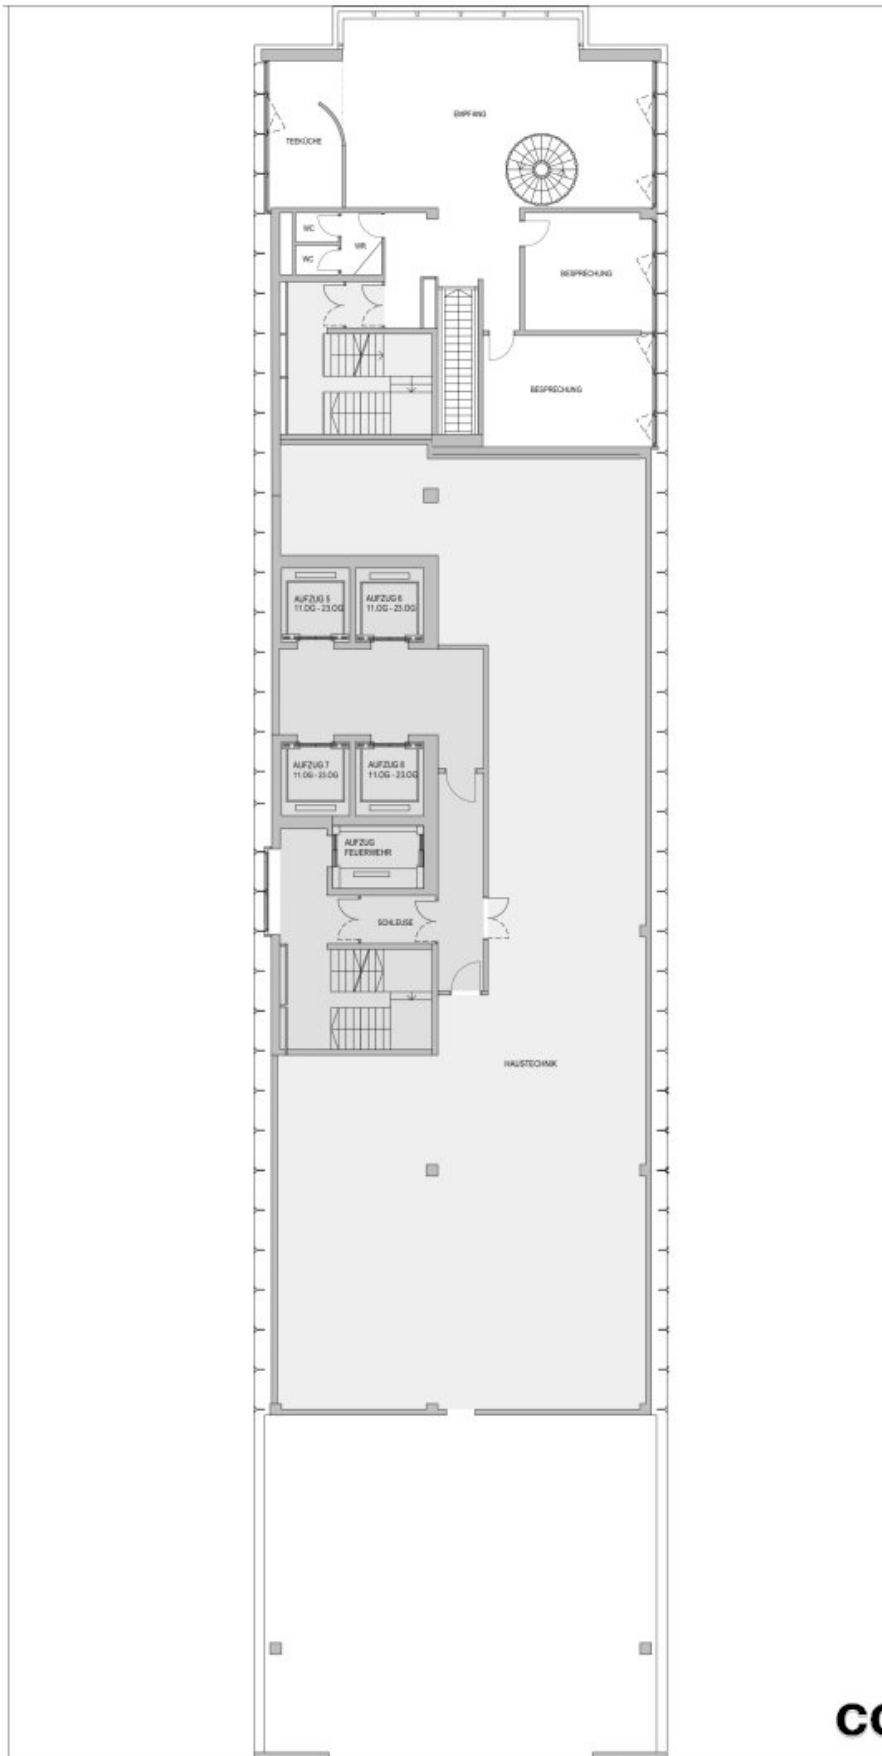 EMPFANG
TEEKÜCHE
WC
WR
WC
BESPRECHUNG
BESPRECHUNG
AUFZUG 5
11.OG - 23.OG
AUFZUG 6
11.OG - 23.OG
AUFZUG 7
11.OG - 23.OG
AUFZUG 8
11.OG - 23.OG
AUFZUG
FEUERWEHR
SCHLEUSE
HAUSTECHNIK